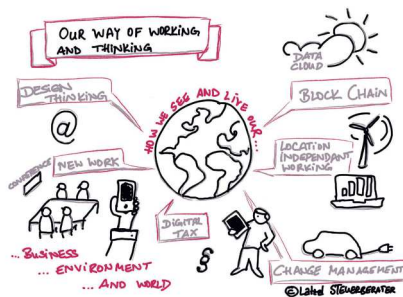 OUR WAY OF WORKING
AND THINKING
DATA
CLOUD
DESIGN
THINKING
HOW WE SEE AND LIVE OUR...
BLOCK CHAIN
@
CONFERENCE
NEW WORK
LOCATION
INDEPENDANT
WORKING
DIGITAL
TAX
§
...BUSINESS
... ENVIRONMENT
... AND WORLD
CHANGE MANAGEMENT
© Lahel STEUERBERATER